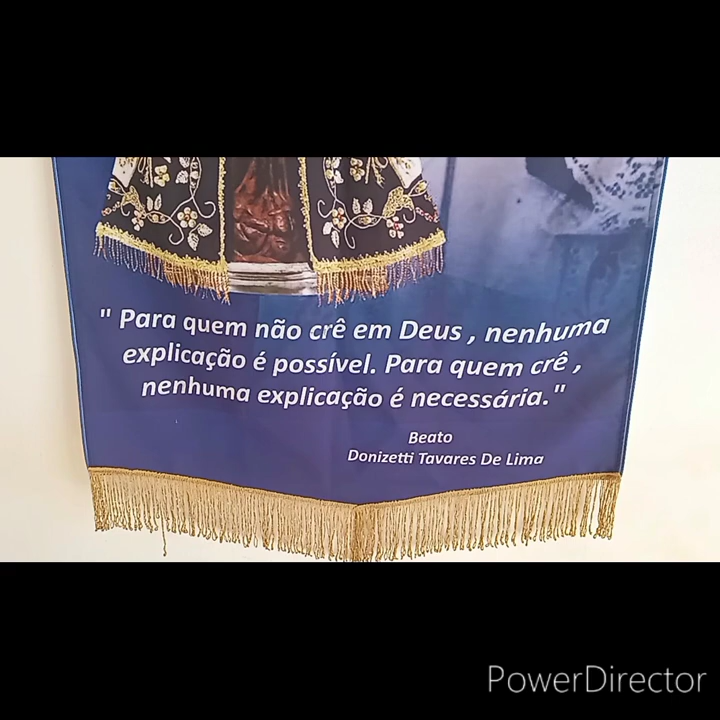 " Para quem não crê em Deus , nenhuma
explicação é possível. Para quem crê ,
nenhuma explicação é necessária."
Beato
Donizetti Tavares De Lima
PowerDirector